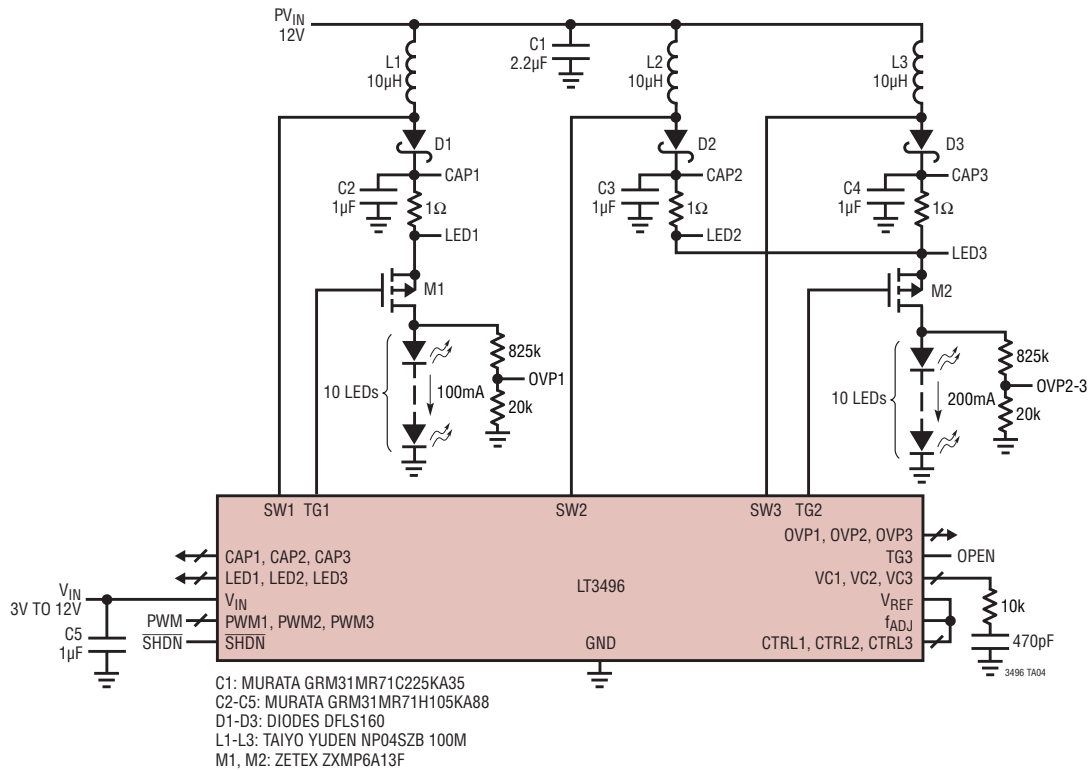 PVIN
12V
C1
2.2µF
L1
10µH
L2
10µH
L3
10µH
D1
D2
D3
C2
1µF
CAP1
1Ω
LED1
C3
1µF
CAP2
1Ω
LED2
C4
1µF
CAP3
1Ω
LED3
M1
M2
10 LEDs
100mA
825k
OVP1
20k
10 LEDs
200mA
825k
OVP2-3
20k
SW1 TG1
SW2
SW3 TG2
OVP1, OVP2, OVP3
CAP1, CAP2, CAP3
TG3
OPEN
LED1, LED2, LED3
LT3496
VC1, VC2, VC3
VIN
3V TO 12V
VIN
VREF
10k
PWM
PWM1, PWM2, PWM3
fADJ
C5
1µF
SHDN
SHDN
GND
CTRL1, CTRL2, CTRL3
470pF
3496 TA04
C1: MURATA GRM31MR71C225KA35
C2-C5: MURATA GRM31MR71H105KA88
D1-D3: DIODES DFLS160
L1-L3: TAIYO YUDEN NP04SZB 100M
M1, M2: ZETEX ZXMP6A13F